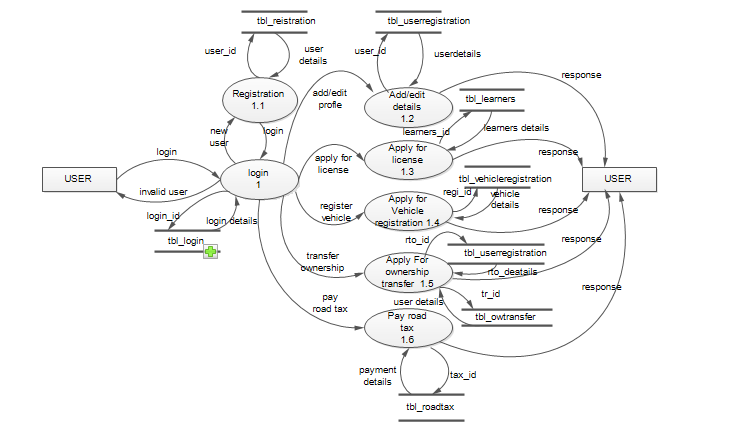 tbl_reistration
tbl_userregistration
user_id
user
details
user_id
userdetails
Registration
1.1
add/edit
profle
Add/edit
details
1.2
response
tbl_learners
new
user
login
learners_id
learners details
login
apply for
license
Apply for
license
1.3
response
USER
login
1
tbl_vehicleregistration
USER
invalid user
regi_id
vehicle
details
login_id
login details
register
vehicle
Apply for
Vehicle
registration 1.4
response
tbl_login
rto_id
response
transfer
ownership
Apply For
ownership
transfer 1.5
tbl_userregistration
rto_deatails
response
pay
road tax
user details
tr_id
tbl_owtransfer
Pay road
tax
1.6
payment
details
tax_id
tbl_roadtax